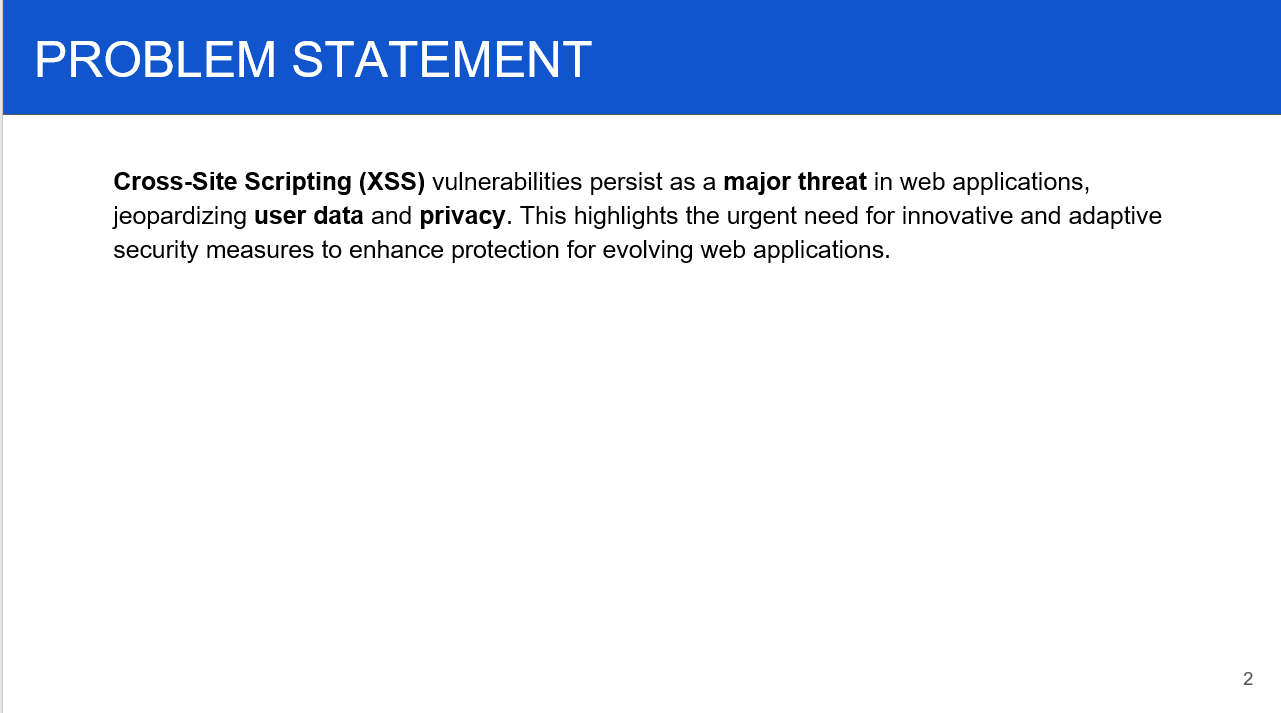 PROBLEM STATEMENT
Cross-Site Scripting (XSS) vulnerabilities persist as a major threat in web applications,
jeopardizing user data and privacy. This highlights the urgent need for innovative and adaptive
security measures to enhance protection for evolving web applications.
2